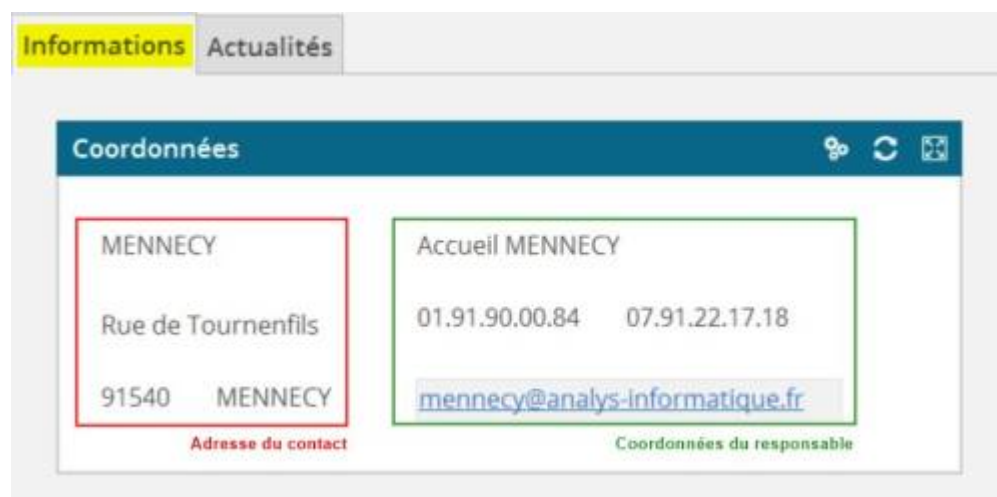 Informations Actualités
Coordonnées
MENNECY
Rue de Tournenfils
91540 MENNECY
Adresse du contact
Accueil MENNECY
01.91.90.00.84 07.91.22.17.18
mennecy@analys-informatique.fr
Coordonnées du responsable